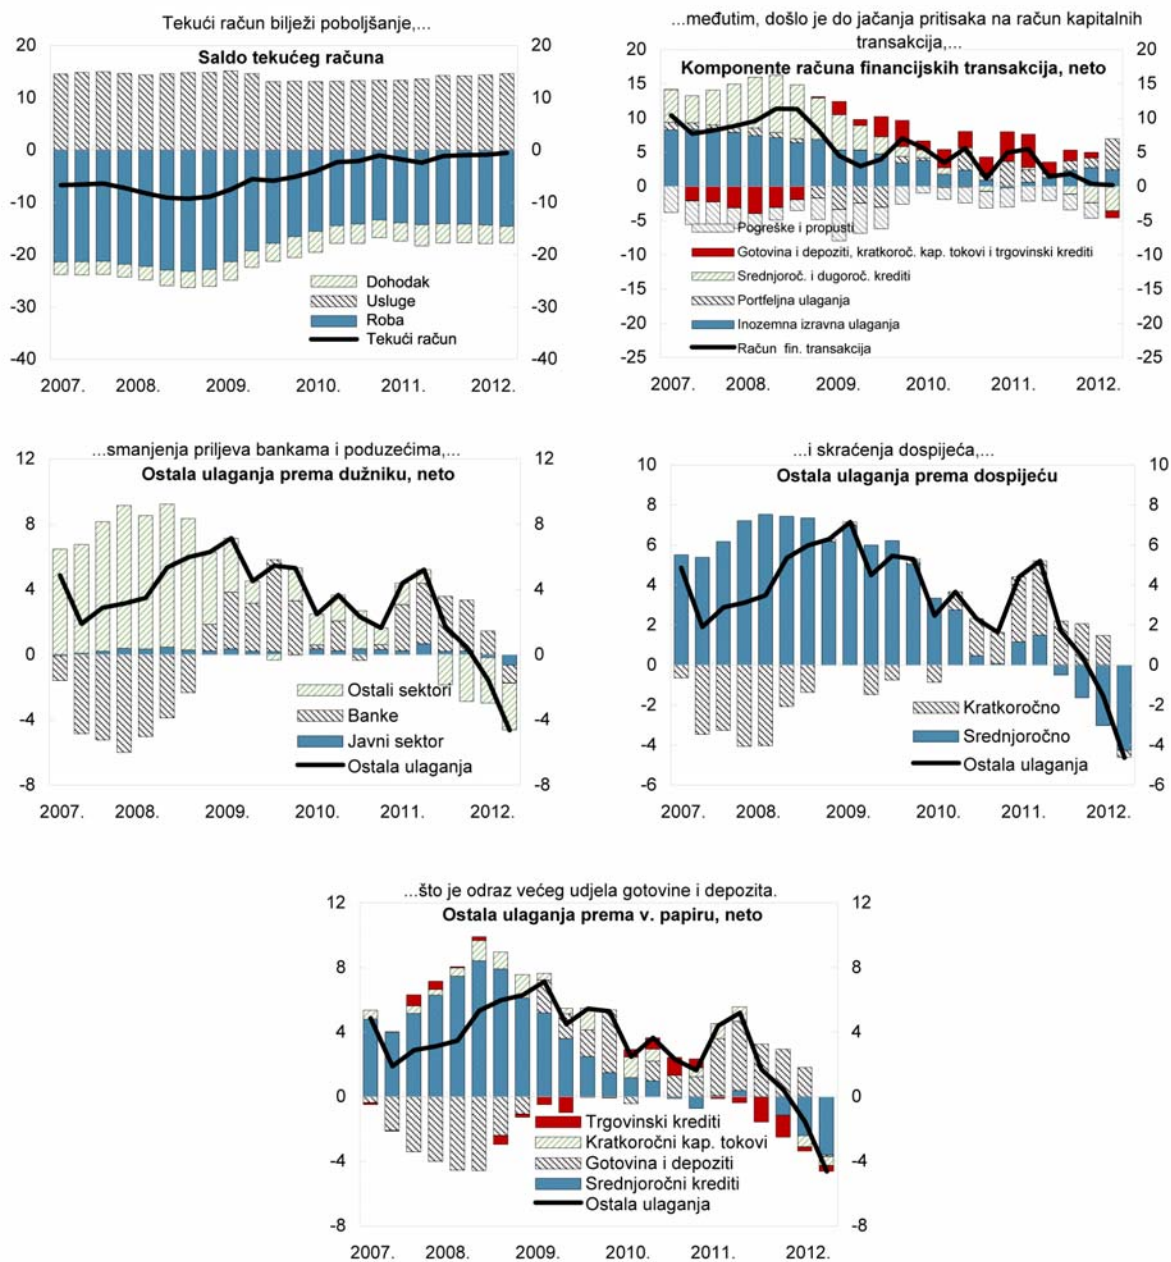 Tekući račun bilježi poboljšanje,...
Saldo tekućeg računa
20 20
10 10
0 0
-10 -10
-20 -20
-30 -30
-40 -40
Dohodak
Usluge
Roba
Tekući račun
2007. 2008. 2009. 2010. 2011. 2012.
...međutim, došlo je do jačanja pritisaka na račun kapitalnih
transakcija,...
Komponente računa financijskih transakcija, neto
20 20
15 15
10 10
5 5
0 0
-5 -5
-10 -10
-15 -15
-20 -20
-25 -25
Pogreške i propusti
Gotovina i depoziti, kratkoroč. kap. tokovi i trgovinski krediti
Srednjoroč. i dugoroč. krediti
Portfeljna ulaganja
Inozemna izravna ulaganja
Račun fin. transakcija
2007. 2008. 2009. 2010. 2011. 2012.
...smanjenja priljeva bankama i poduzećima,...
Ostala ulaganja prema dužniku, neto
12 12
8 8
4 4
0 0
-4 -4
-8 -8
Ostali sektori
Banke
Javni sektor
Ostala ulaganja
2007. 2008. 2009. 2010. 2011. 2012.
...i skraćenja dospijeća,...
Ostala ulaganja prema dospijeću
10 10
8 8
6 6
4 4
2 2
0 0
-2 -2
-4 -4
-6 -6
Kratkoročno
Srednjoročno
Ostala ulaganja
2007. 2008. 2009. 2010. 2011. 2012.
...što je odraz većeg udjela gotovine i depozita.
Ostala ulaganja prema v. papiru, neto
12 12
8 8
4 4
0 0
-4 -4
-8 -8
Trgovinski krediti
Kratkoročni kap. tokovi
Gotovina i depoziti
Srednjoročni krediti
Ostala ulaganja
2007. 2008. 2009. 2010. 2011. 2012.